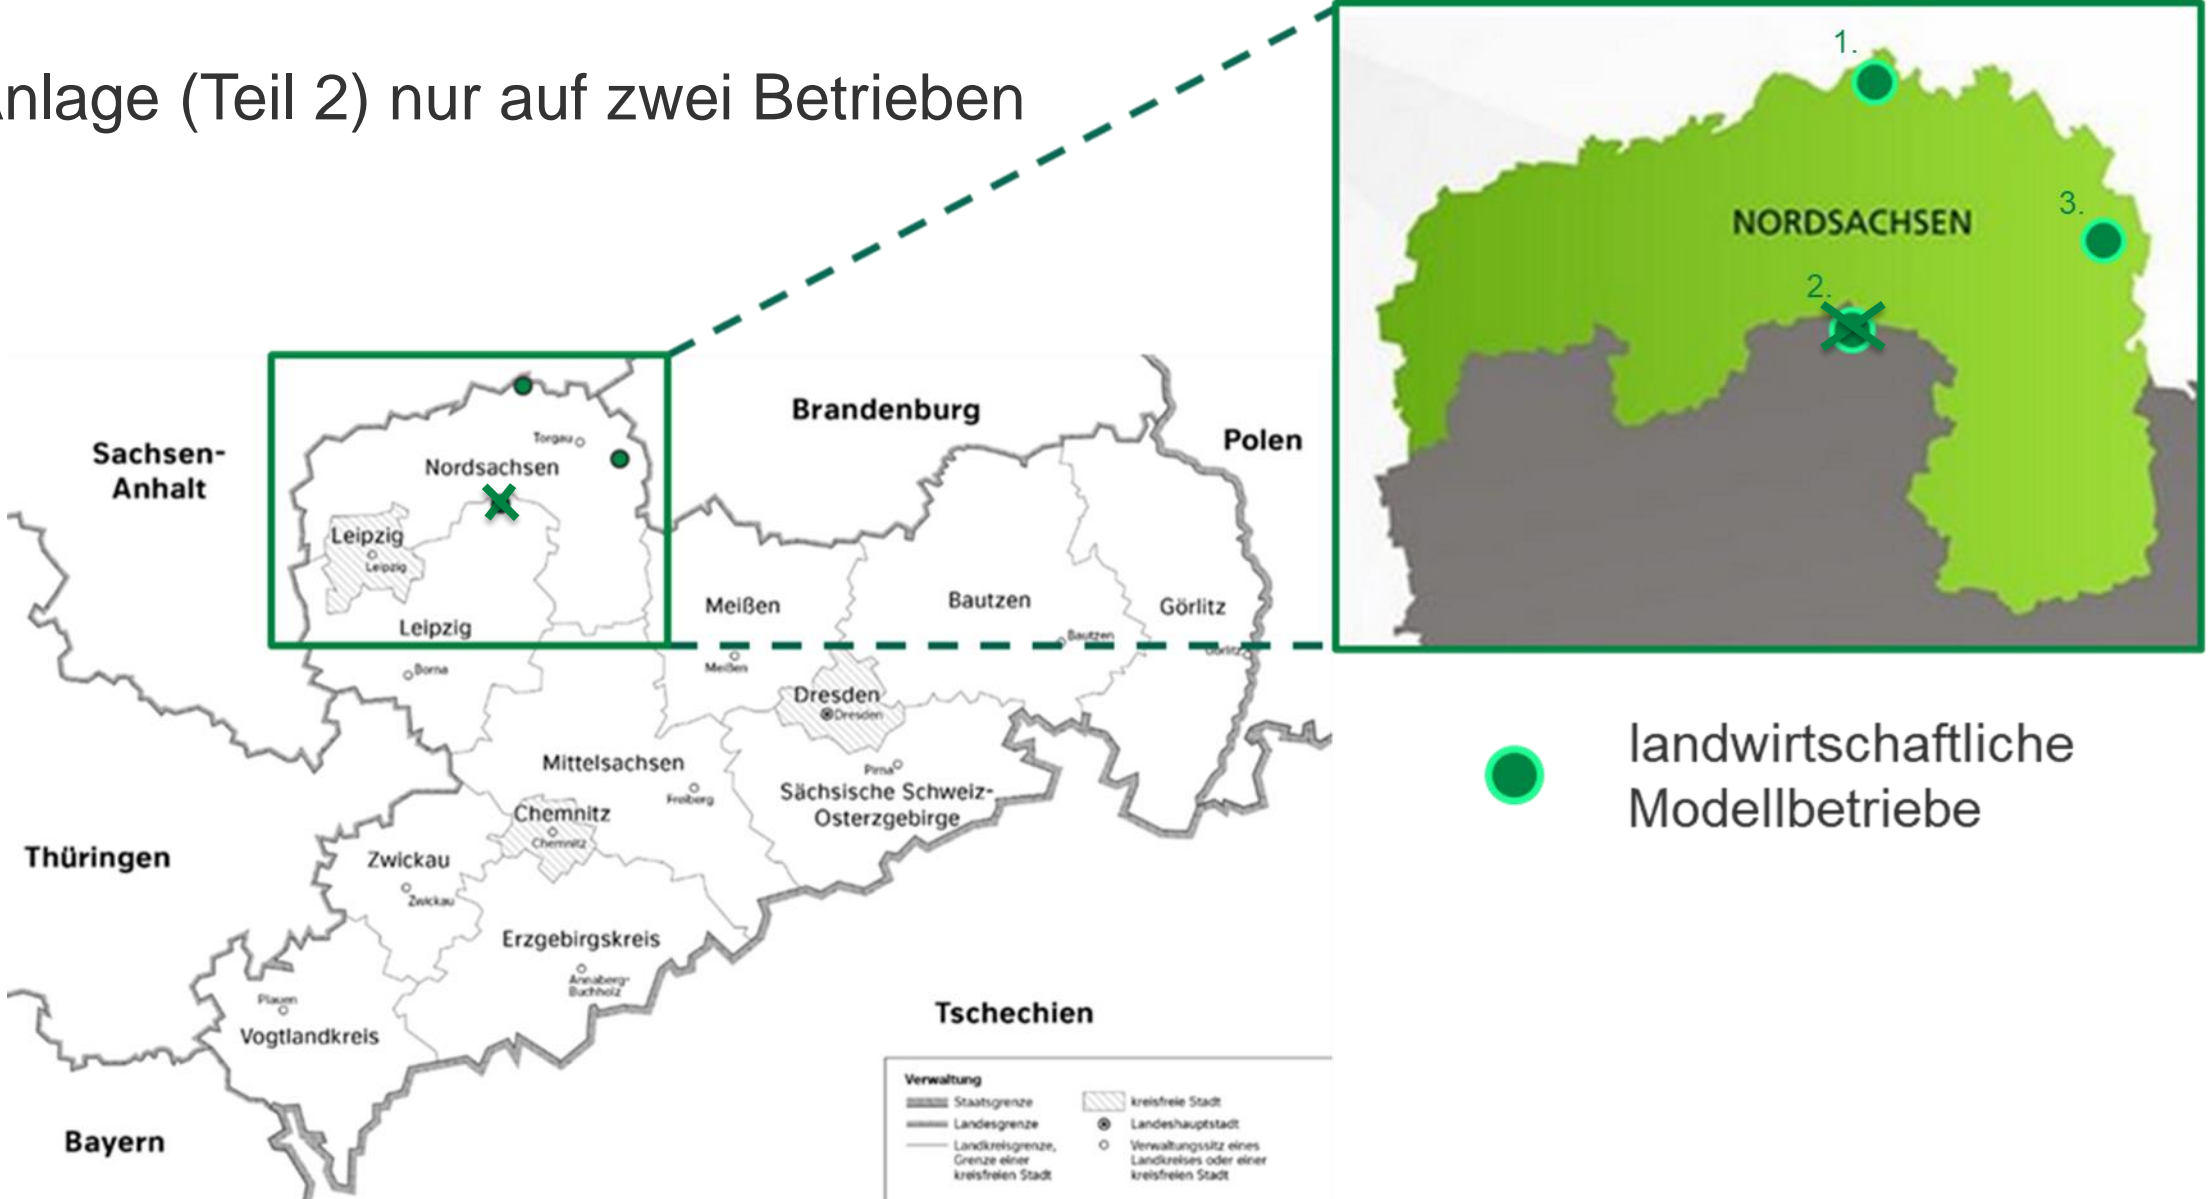 nlage (Teil 2) nur auf zwei Betrieben
1.
NORDSACHSEN
3.
2.
Brandenburg
Polen
Sachsen-
Anhalt
Torgau
Nordsachsen
Leipzig
Leipzig
Leipzig
Borna
Meißen
Meißen
Bautzen
Bautzen
Görlitz
Görlitz
Dresden
Dresden
Mittelsachsen
Freiberg
Pirna
Sächsische Schweiz-
Osterzgebirge
Chemnitz
Chemnitz
Thüringen
Zwickau
Zwickau
Erzgebirgskreis
Annaberg-
Buchholz
Plauen
Vogtlandkreis
Tschechien
Bayern
landwirtschaftliche
Modellbetriebe
Verwaltung
Staatsgrenze
Landesgrenze
Landkreisgrenze,
Grenze einer
kreisfreien Stadt
kreisfreie Stadt
Landeshauptstadt
Verwaltungssitz eines
Landkreises oder einer
kreisfreien Stadt